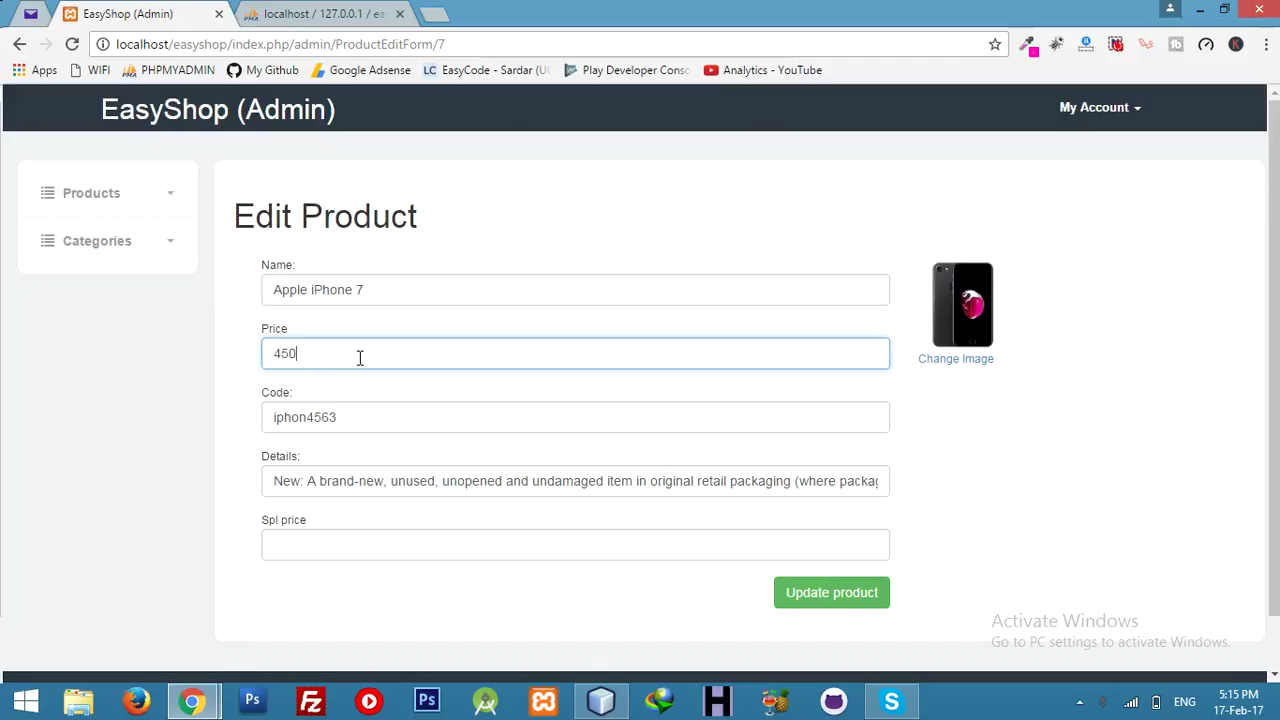 EasyShop (Admin)
localhost / 127.0.0.1 / ea
localhost/easyshop/index.php/admin/ProductEditForm/7
Apps
WIFI
PHPMYADMIN
My Github
Google Adsense
EasyCode - Sardar (UC
Play Developer Conso
Analytics - YouTube
EasyShop (Admin)
My Account
Products
Categories
Edit Product
Name:
Apple iPhone 7
Price
450
Change Image
Code:
iphon4563
Details:
New: A brand-new, unused, unopened and undamaged item in original retail packaging (where packag
Spl price
Update product
Activate Windows
Go to PC settings to activate Windows.
ENG
5:15 PM
17-Feb-17